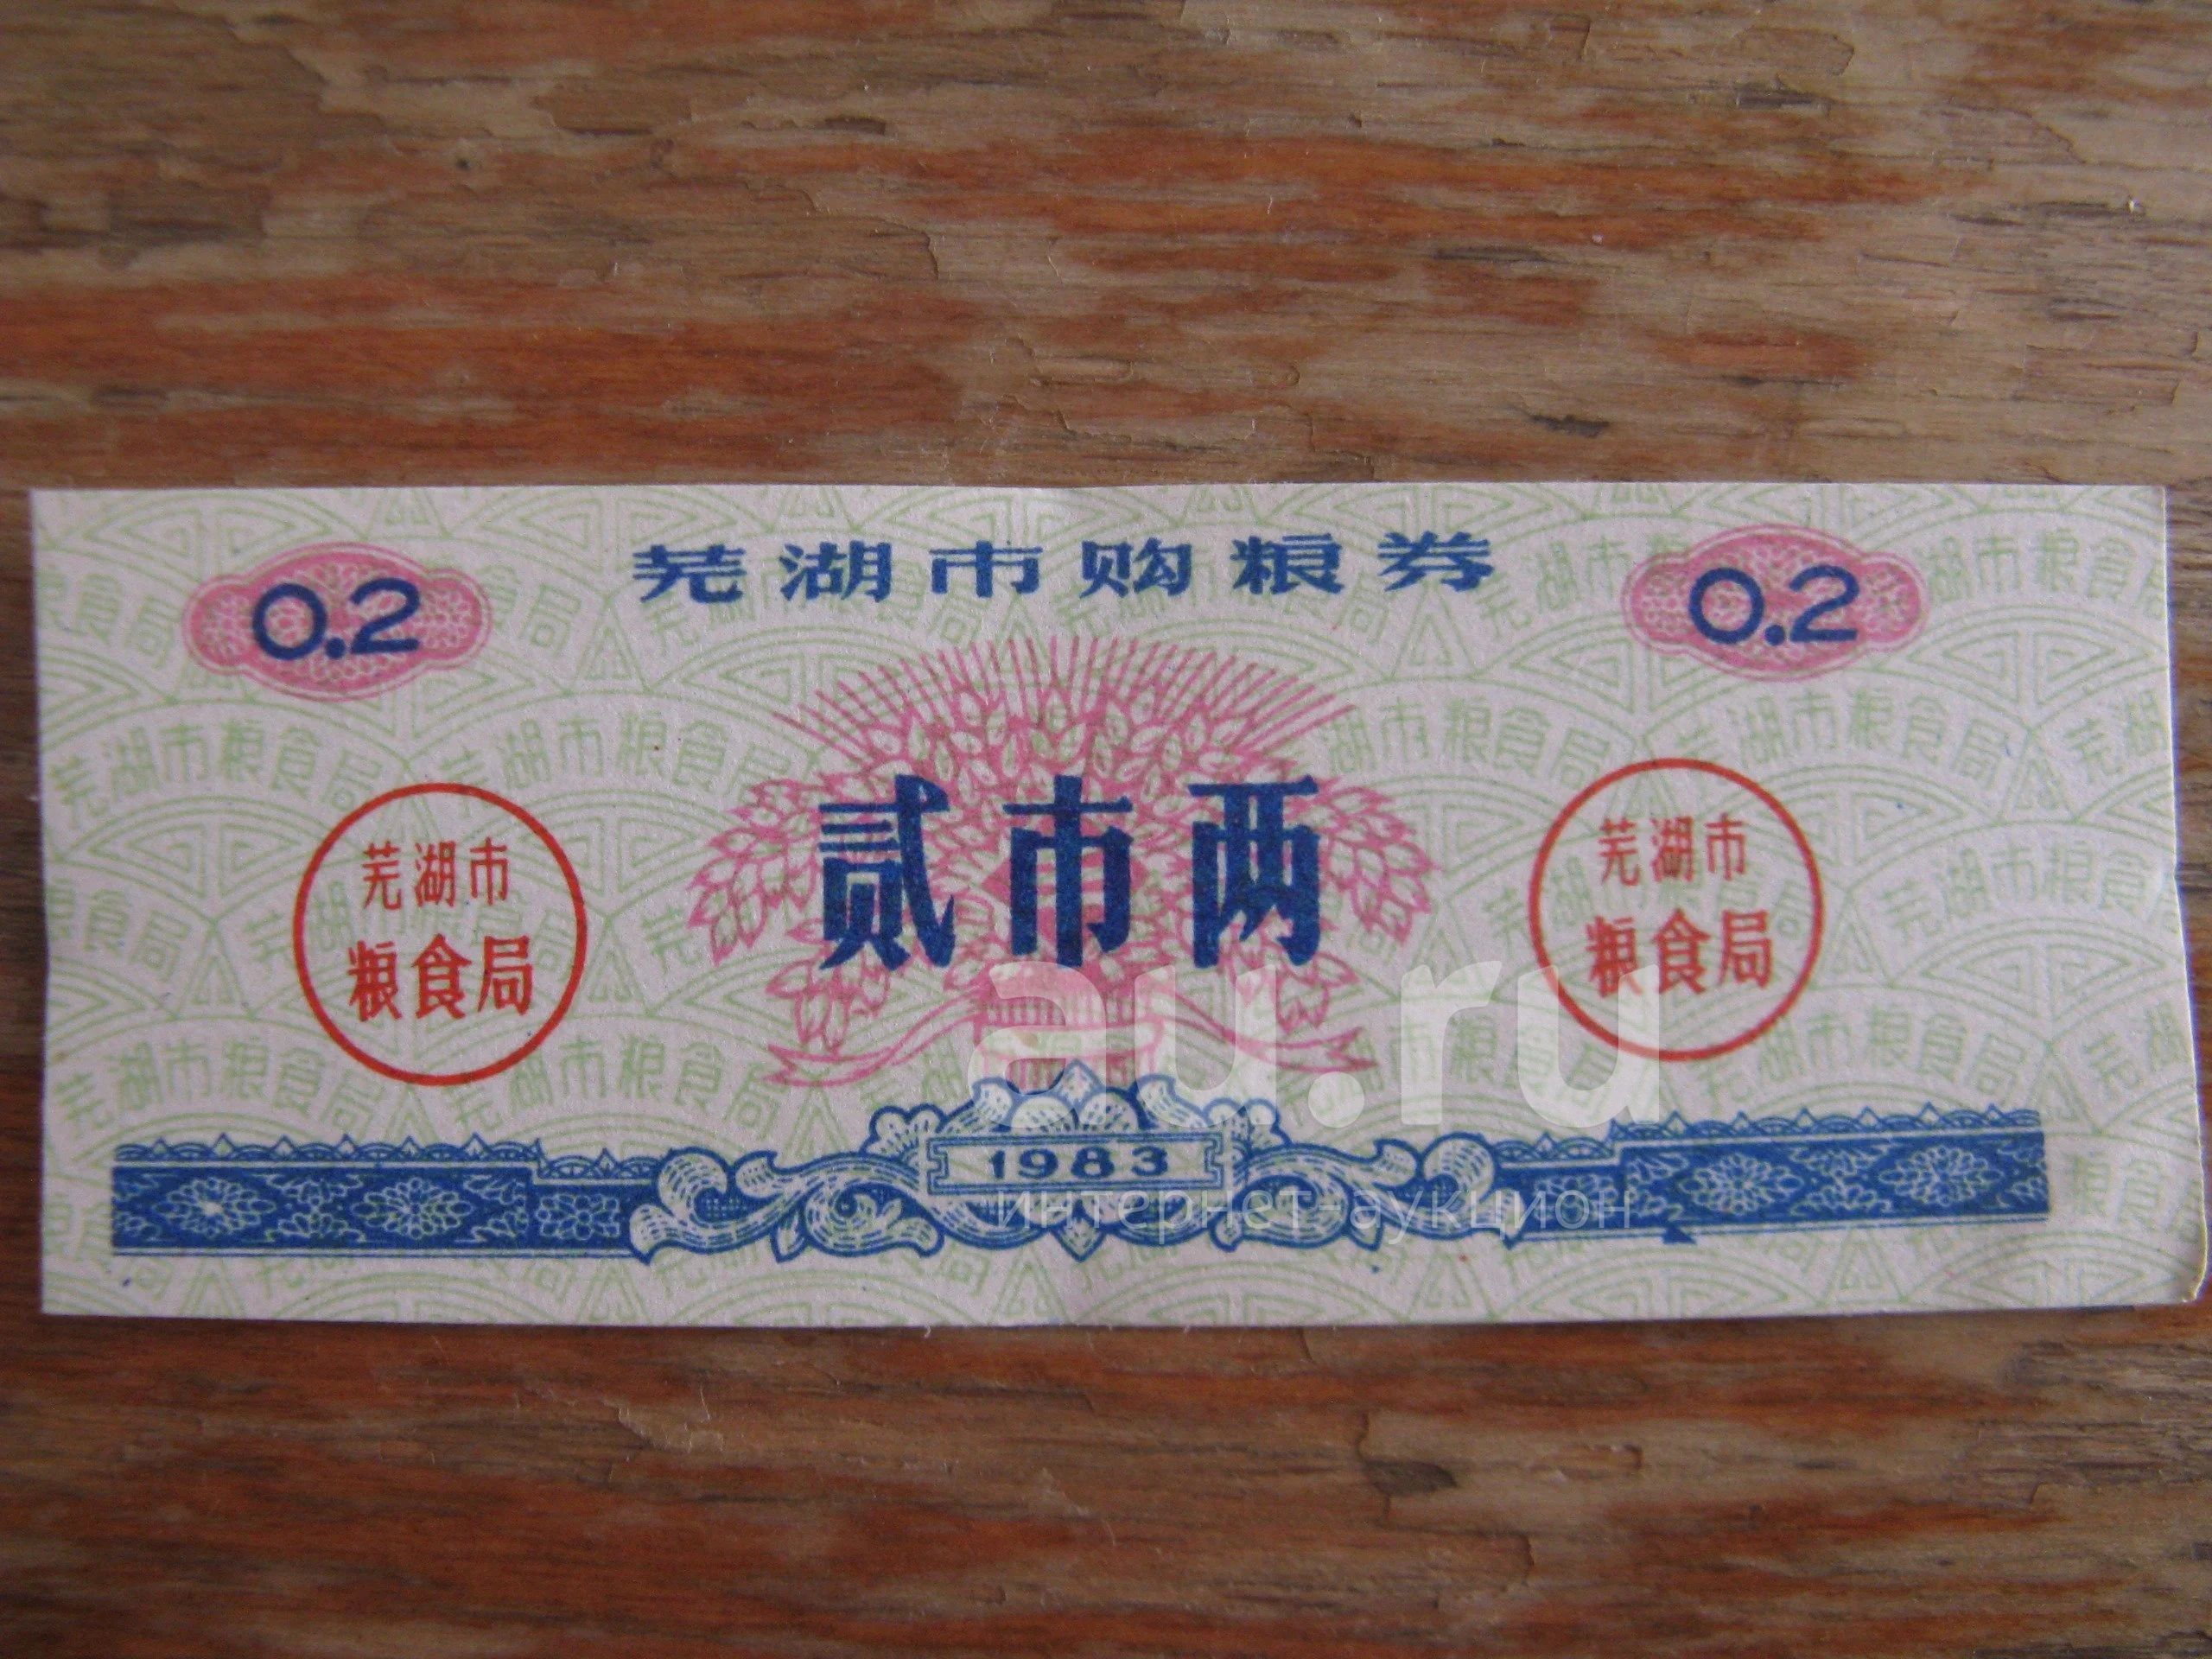 芜湖市购粮券
0.2
0.2
贰市两
芜湖市
粮食局
芜湖市
粮食局
1983
au.ru
интернет-аукцион